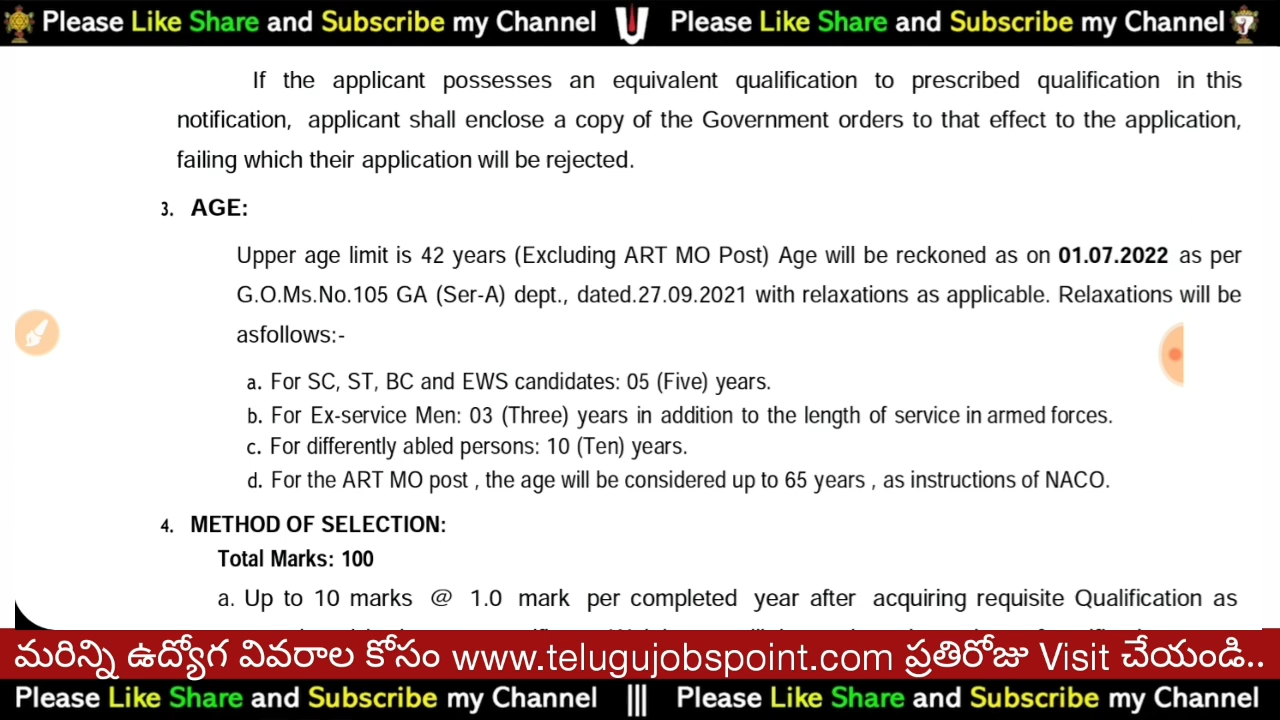 Please Like Share and Subscribe my Channel Please Like Share and Subscribe my Channel
If the applicant possesses an equivalent qualification to prescribed qualification in this
notification, applicant shall enclose a copy of the Government orders to that effect to the application,
failing which their application will be rejected.
3. AGE:
Upper age limit is 42 years (Excluding ART MO Post) Age will be reckoned as on 01.07.2022 as per
G.O.Ms.No.105 GA (Ser-A) dept., dated.27.09.2021 with relaxations as applicable. Relaxations will be
asfollows:-
a. For SC, ST, BC and EWS candidates: 05 (Five) years.
b. For Ex-service Men: 03 (Three) years in addition to the length of service in armed forces.
c. For differently abled persons: 10 (Ten) years.
d. For the ART MO post , the age will be considered up to 65 years , as instructions of NACO.
4. METHOD OF SELECTION:
Total Marks: 100
a. Up to 10 marks @ 1.0 mark per completed year after acquiring requisite Qualification as
మరిన్ని ఉద్యోగ వివరాల కోసం www.telugujobspoint.com ప్రతిరోజు Visit చేయండి..
Please Like Share and Subscribe my Channel ||| Please Like Share and Subscribe my Channel